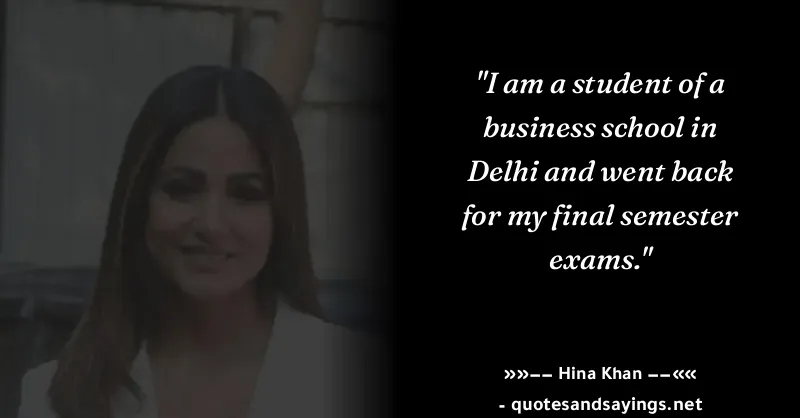 "I am a student of a
business school in
Delhi and went back
for my final semester
exams."
»»–– Hina Khan ––««
- quotesandsayings.net